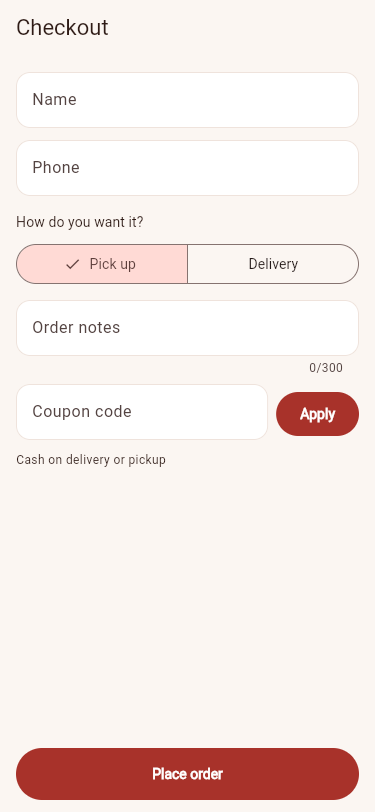 Checkout
Name
Phone
How do you want it?
Pick up
Delivery
Order notes
0/300
Coupon code
Apply
Cash on delivery or pickup
Place order